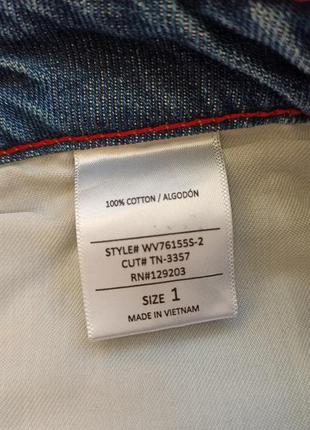 100% COTTON / ALGODÓN
STYLE# WV76155S-2
CUT# TN-3357
RN#129203
SIZE 1
MADE IN VIETNAM